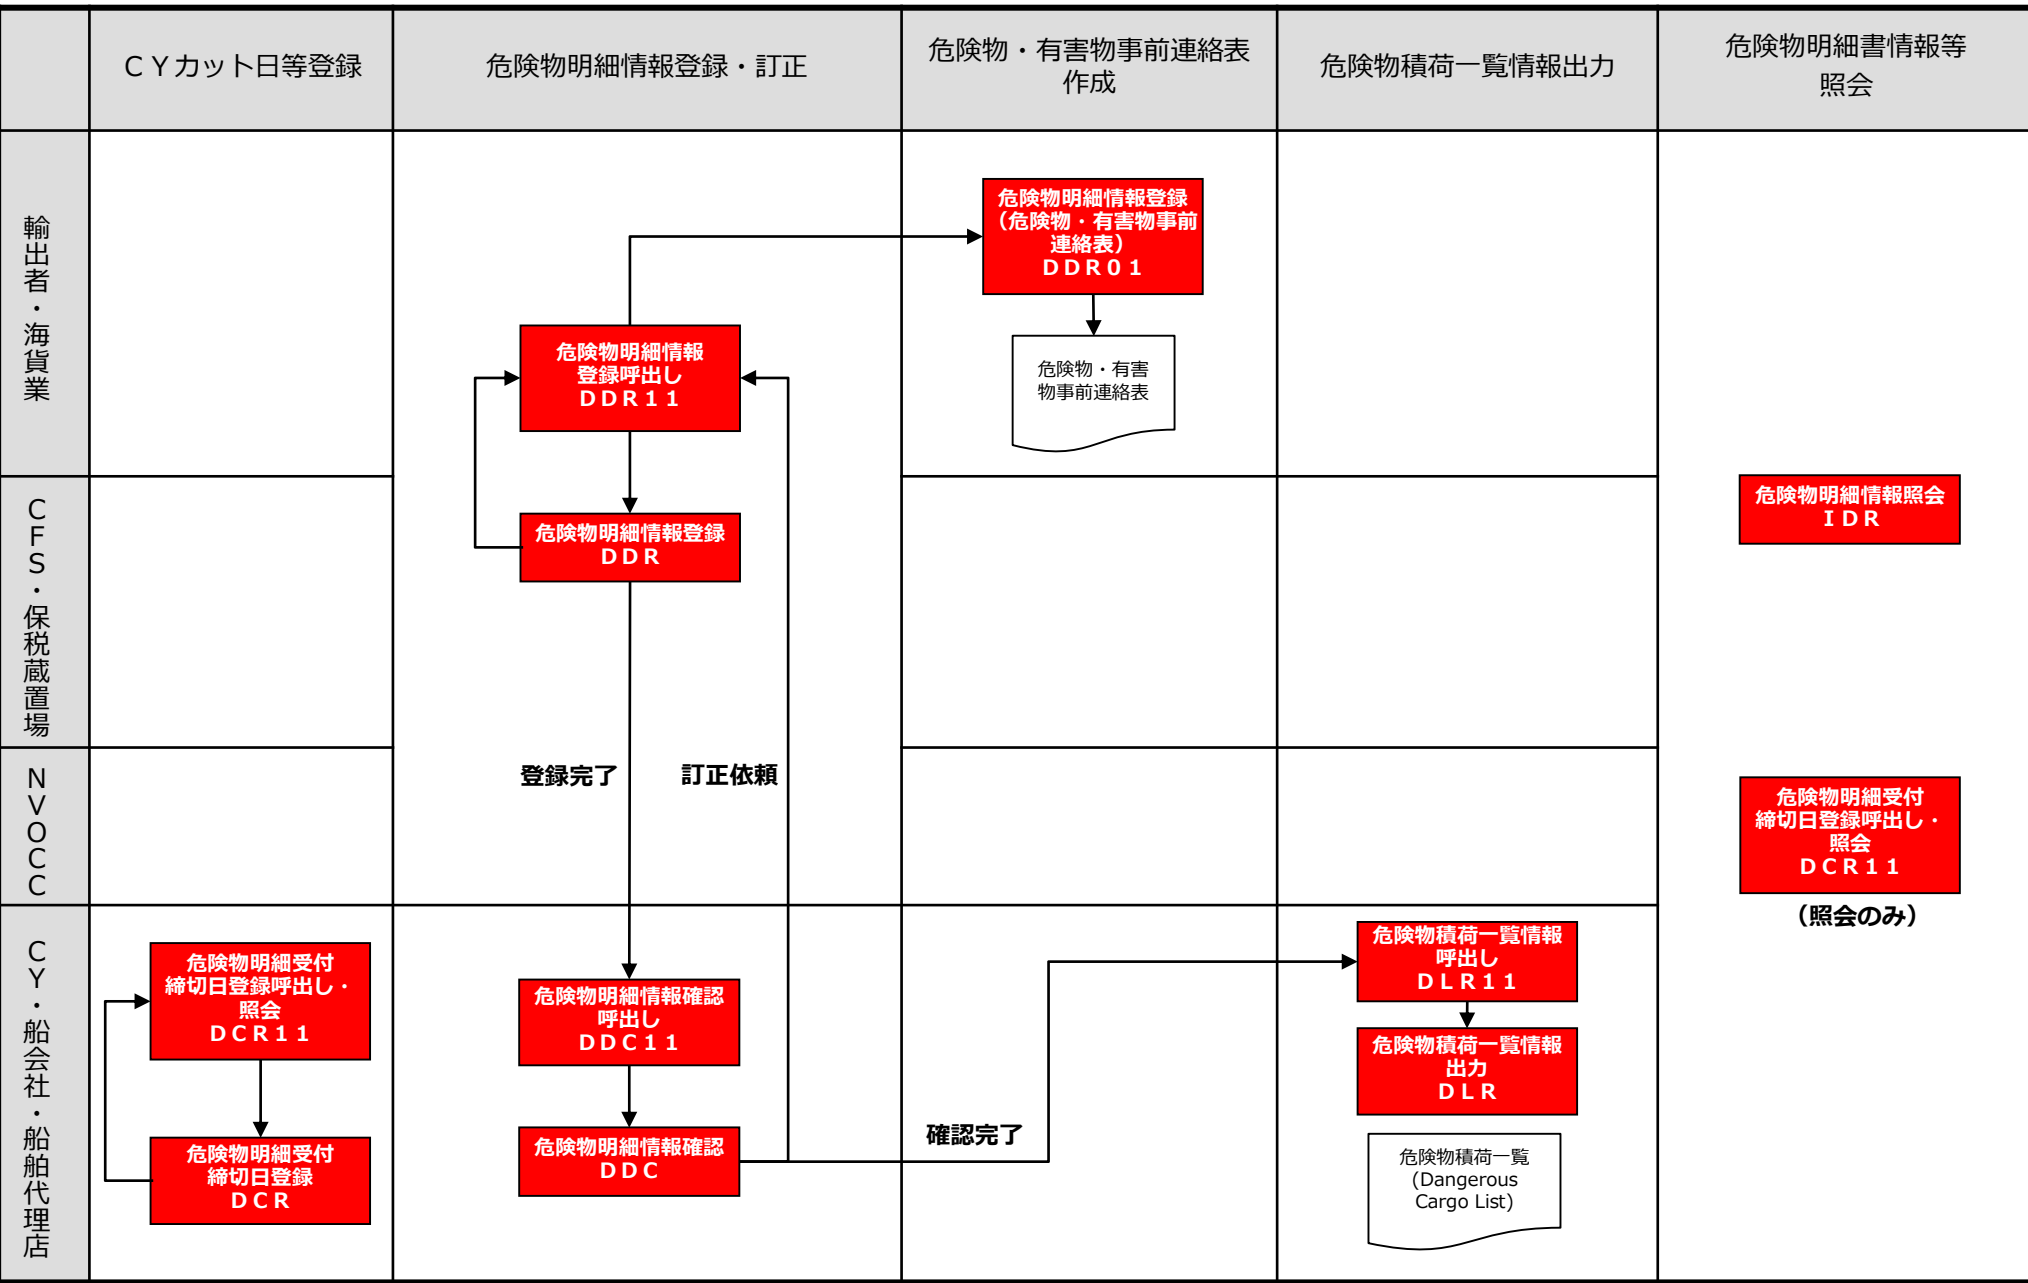 ＣＹカット日等登録
危険物明細情報登録・訂正
危険物・有害物事前連絡表
作成
危険物積荷一覧情報出力
危険物明細書情報等
照会
輸出者・海貨業
危険物明細情報登録
（危険物・有害物事前
連絡表）
ＤＤＲ０１
危険物・有害
物事前連絡表
危険物明細情報
登録呼出し
ＤＤＲ１１
ＣＦＳ・保税蔵置場
危険物明細情報登録
ＤＤＲ
危険物明細情報照会
ＩＤＲ
ＮＶＯＣＣ
登録完了
訂正依頼
危険物明細受付
締切日登録呼出し・
照会
ＤＣＲ１１
（照会のみ）
ＣＹ・船会社・船舶代理店
危険物明細受付
締切日登録呼出し・
照会
ＤＣＲ１１
危険物明細受付
締切日登録
ＤＣＲ
危険物明細情報確認
呼出し
ＤＤＣ１１
危険物明細情報確認
ＤＤＣ
確認完了
危険物積荷一覧情報
呼出し
ＤＬＲ１１
危険物積荷一覧情報
出力
ＤＬＲ
危険物積荷一覧
(Dangerous
Cargo List)